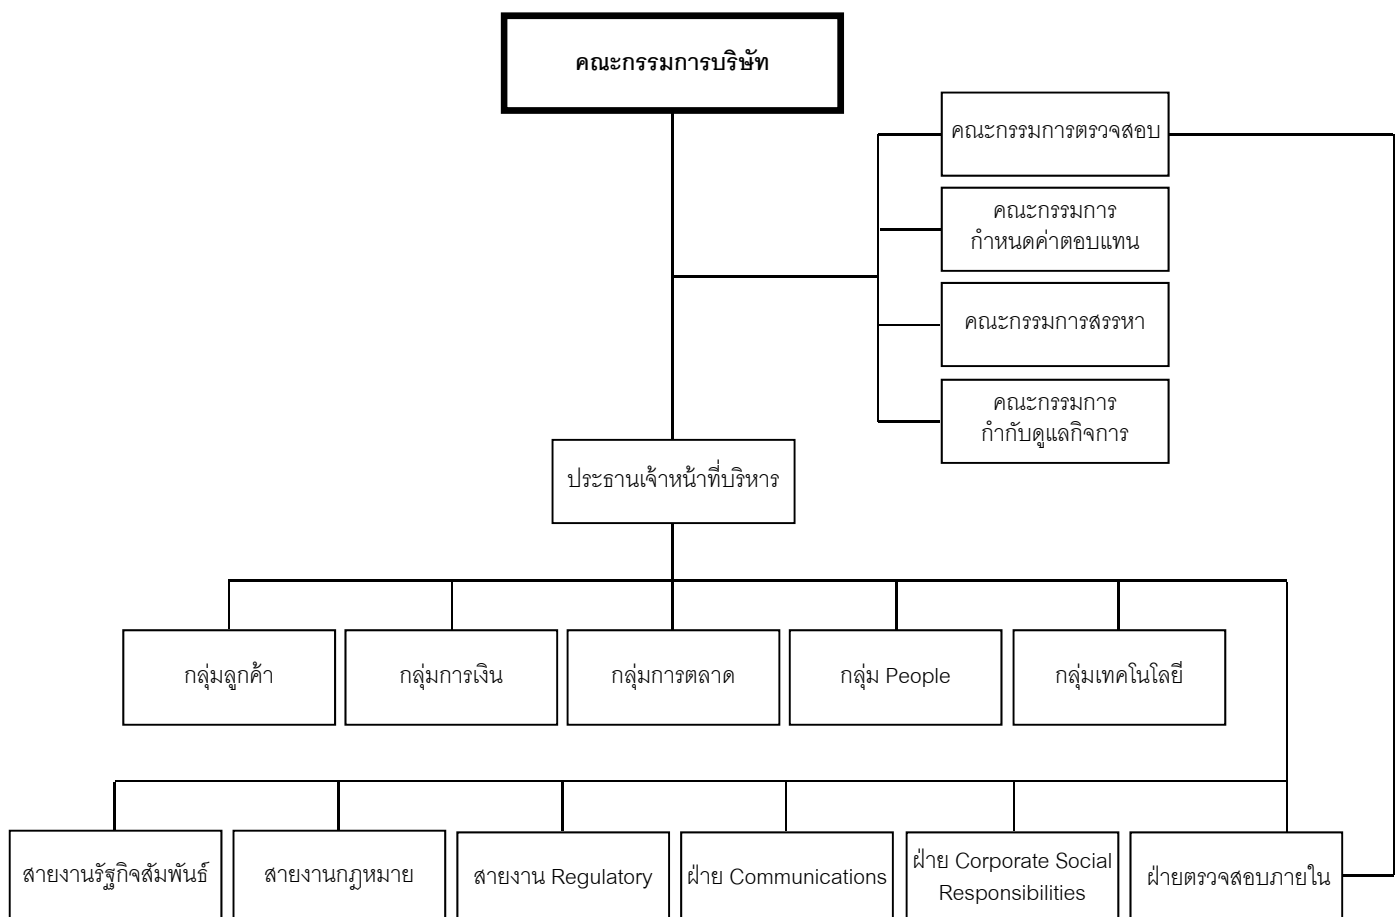 คณะกรรมการบริษัท
คณะกรรมการตรวจสอบ
คณะกรรมการ
กำหนดค่าตอบแทน
คณะกรรมการสรรหา
คณะกรรมการ
กำกับดูแลกิจการ
ประธานเจ้าหน้าที่บริหาร
กลุ่มลูกค้า
กลุ่มการเงิน
กลุ่มการตลาด
กลุ่ม People
กลุ่มเทคโนโลยี
สายงานรัฐกิจสัมพันธ์
สายงานกฎหมาย
สายงาน Regulatory
ฝ่าย Communications
ฝ่าย Corporate Social
Responsibilities
ฝ่ายตรวจสอบภายใน